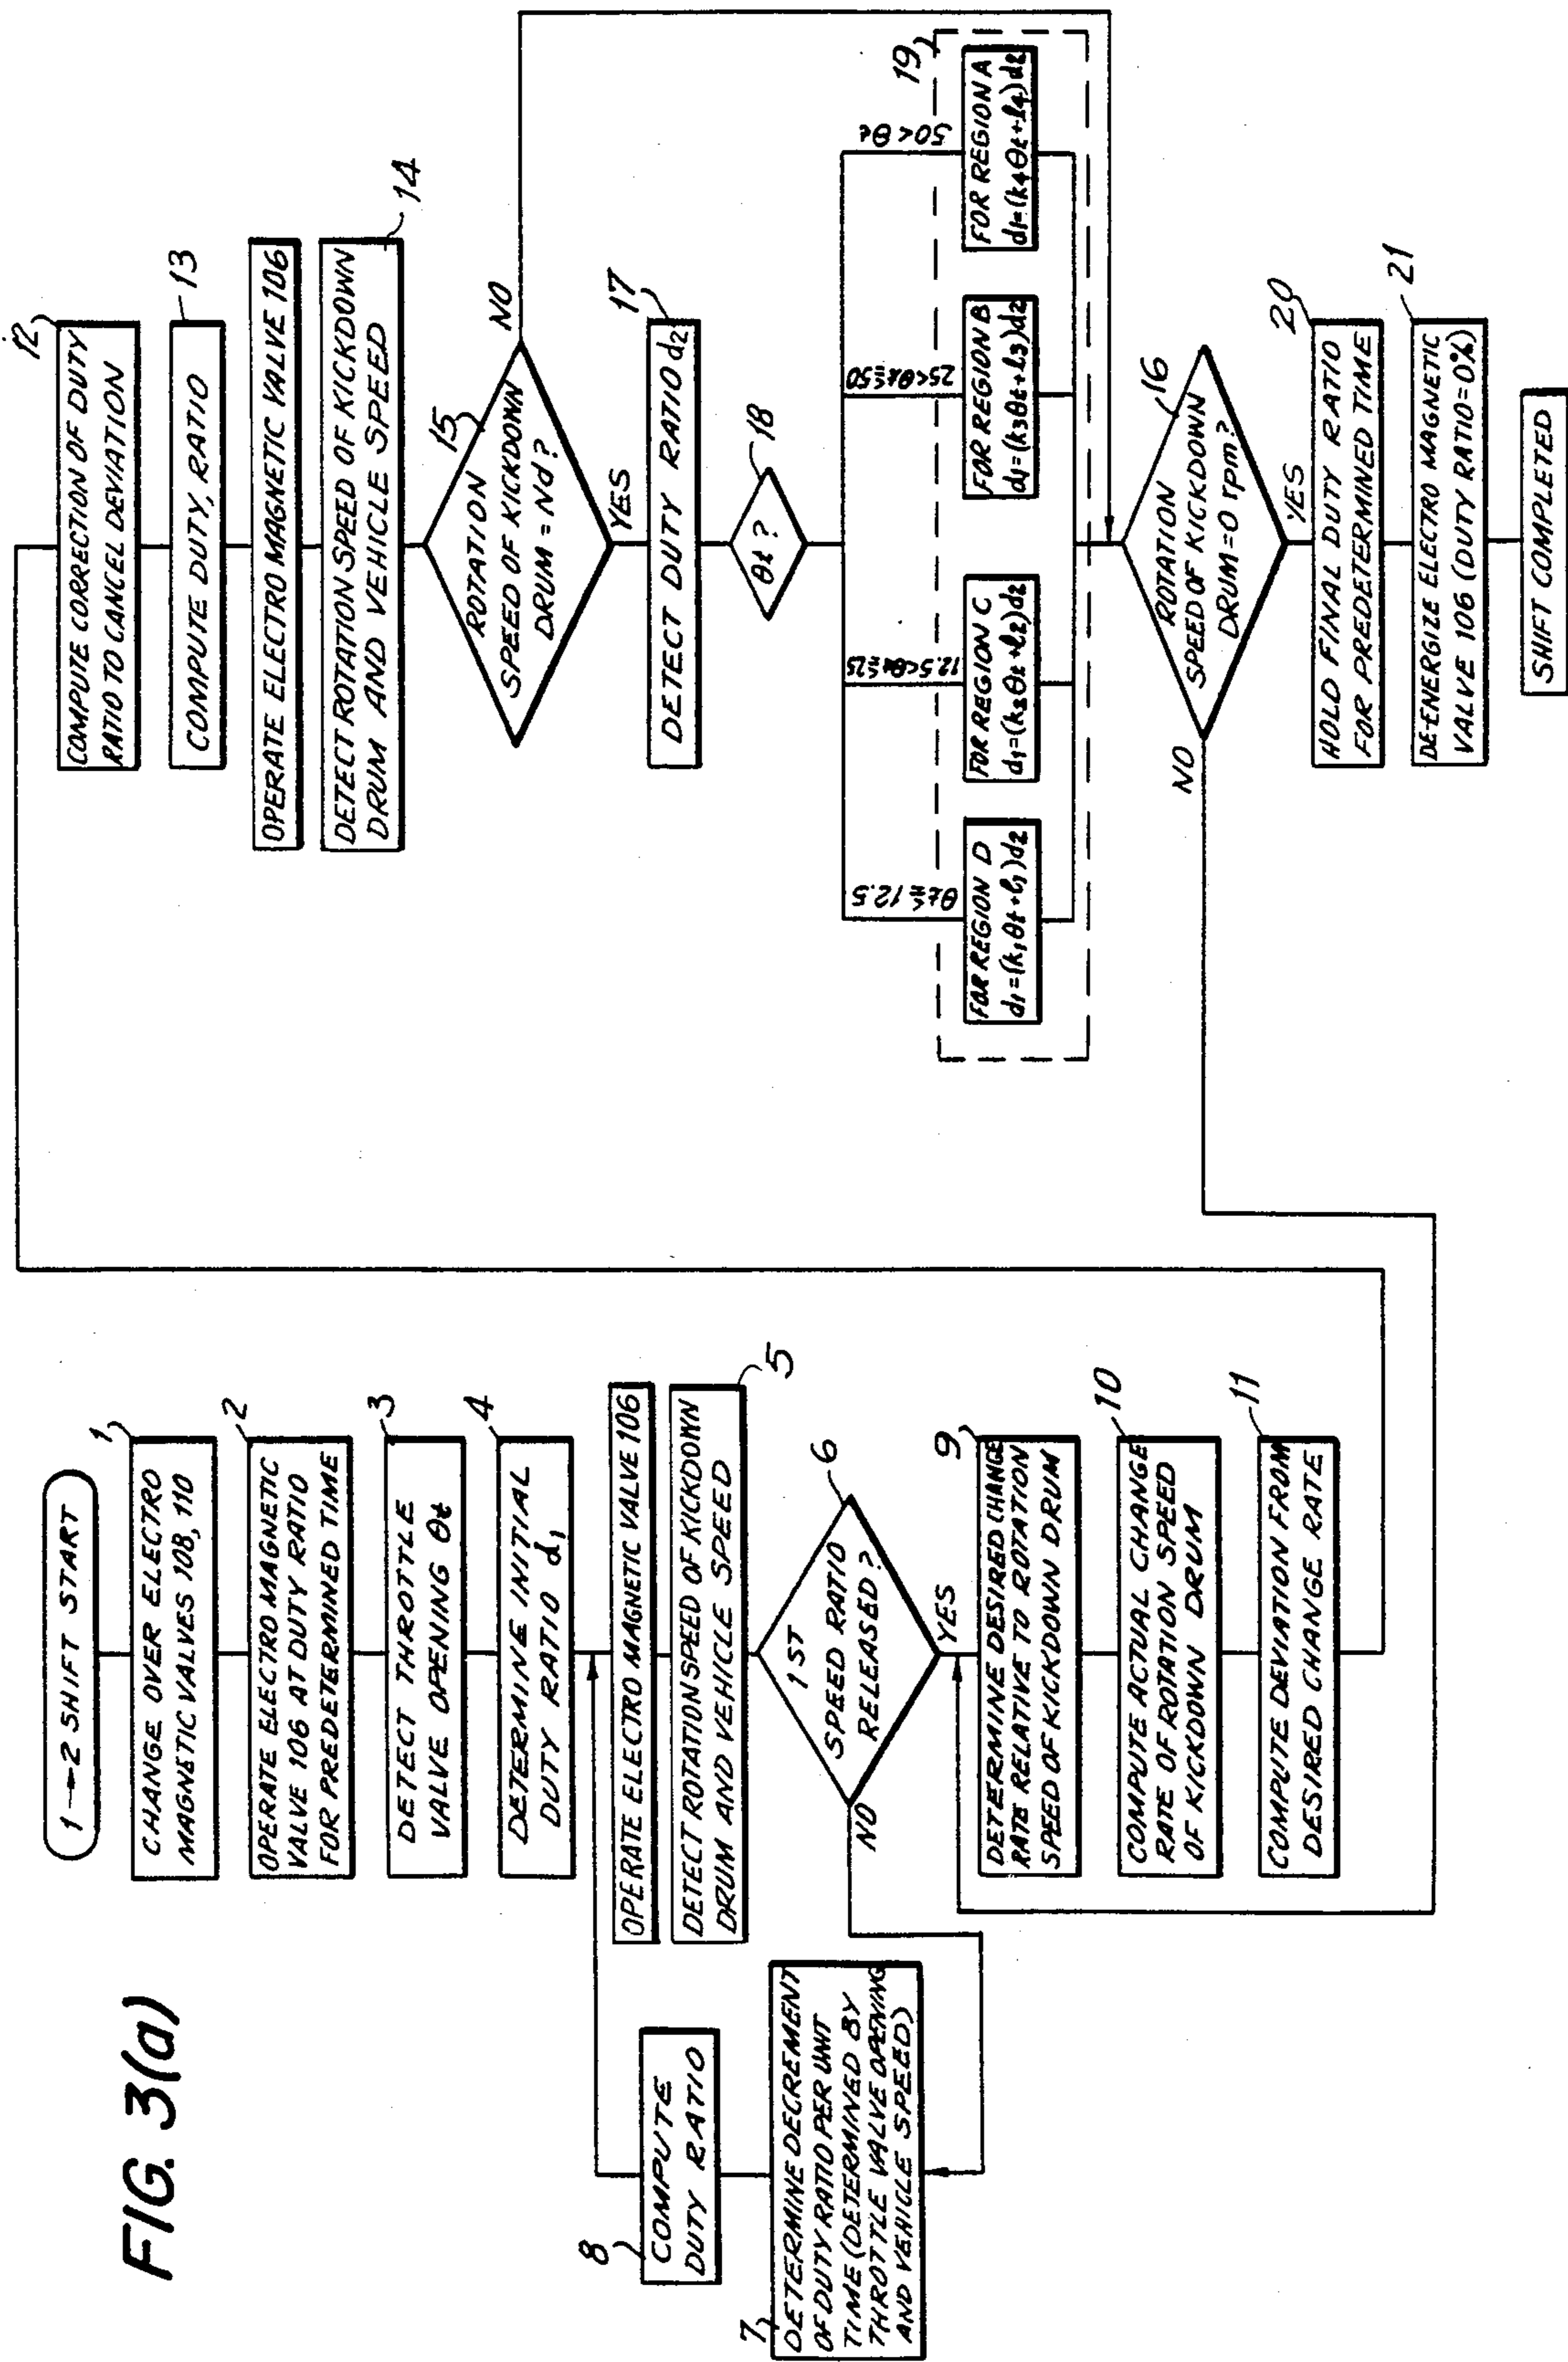 FIG. 3(a)
1→2 SHIFT START
1
CHANGE OVER ELECTRO
MAGNETIC VALVES 108, 110
2
OPERATE ELECTRO MAGNETIC
VALVE 106 AT DUTY RATIO
FOR PREDETERMINED TIME
3
DETECT THROTTLE
VALVE OPENING θt
4
DETERMINE INITIAL
DUTY RATIO d1
OPERATE ELECTRO MAGNETIC VALVE 106
5
DETECT ROTATION SPEED OF KICKDOWN
DRUM AND VEHICLE SPEED
6
1ST
SPEED RATIO
RELEASED?
NO
YES
7
DETERMINE DECREMENT
OF DUTY RATIO PER UNIT
TIME (DETERMINED BY
THROTTLE VALVE OPENING
AND VEHICLE SPEED)
8
COMPUTE
DUTY RATIO
9
DETERMINE DESIRED CHANGE
RATE RELATIVE TO ROTATION
SPEED OF KICKDOWN DRUM
10
COMPUTE ACTUAL CHANGE
RATE OF ROTATION SPEED
OF KICKDOWN DRUM
11
COMPUTE DEVIATION FROM
DESIRED CHANGE RATE
12
COMPUTE CORRECTION OF DUTY
RATIO TO CANCEL DEVIATION
13
COMPUTE DUTY, RATIO
OPERATE ELECTRO MAGNETIC VALVE 106
14
DETECT ROTATION SPEED OF KICKDOWN
DRUM AND VEHICLE SPEED
15
ROTATION
SPEED OF KICKDOWN
DRUM = Nd?
NO
YES
17
DETECT DUTY RATIO d2
18
θt?
θt≦12.5
12.5<θt≦25
25<θt≦50
50<θt
19
FOR REGION D
d1=(k1θt+l1)d2
FOR REGION C
d1=(k2θt+l2)d2
FOR REGION B
d1=(k3θt+l3)d2
FOR REGION A
d1=(k4θt+l4)d2
16
ROTATION
SPEED OF KICKDOWN
DRUM=0 rpm?
NO
YES
20
HOLD FINAL DUTY RATIO
FOR PREDETERMINED TIME
21
DE-ENERGIZE ELECTRO MAGNETIC
VALVE 106 (DUTY RATIO=0%)
SHIFT COMPLETED